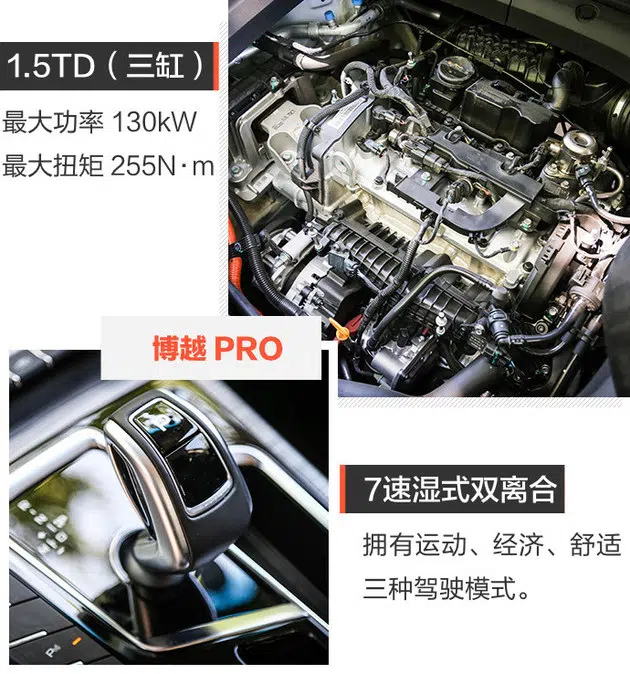 1.5TD（三缸）
最大功率 130kW
最大扭矩 255N·m
博越 PRO
7速湿式双离合
拥有运动、经济、舒适
三种驾驶模式。
P